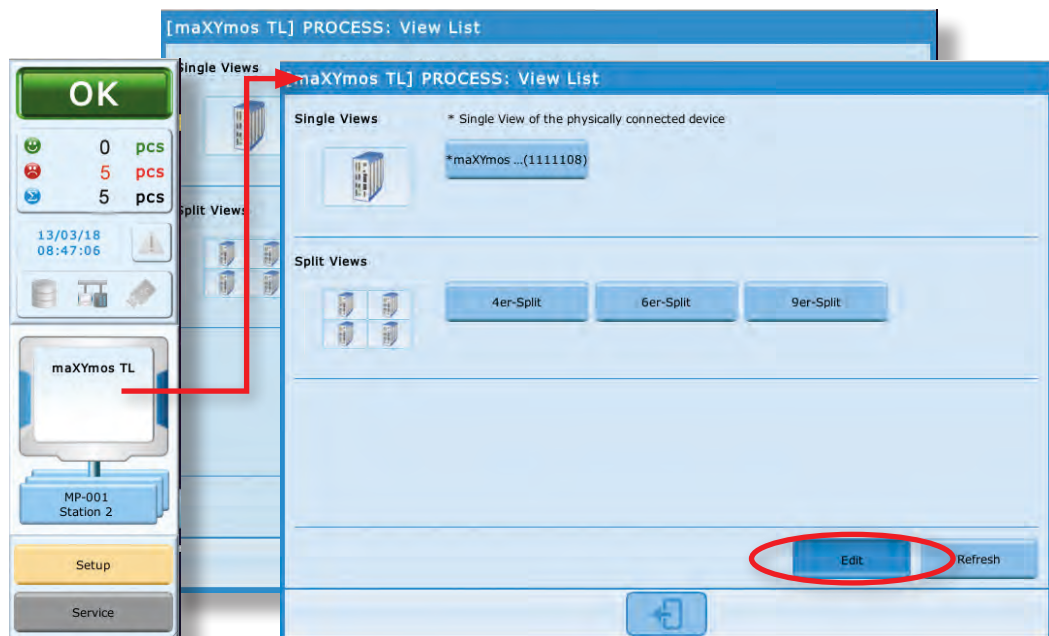 [maXYmos TL] PROCESS: View List
Single Views
Split Views
OK
0 pcs
5 pcs
5 pcs
13/03/18
08:47:06
maXYmos TL
MP-001
Station 2
Setup
Service
[maXYmos TL] PROCESS: View List
Single Views
* Single View of the physically connected device
*maXYmos ...(1111108)
Split Views
4er-Split
6er-Split
9er-Split
Edit
Refresh